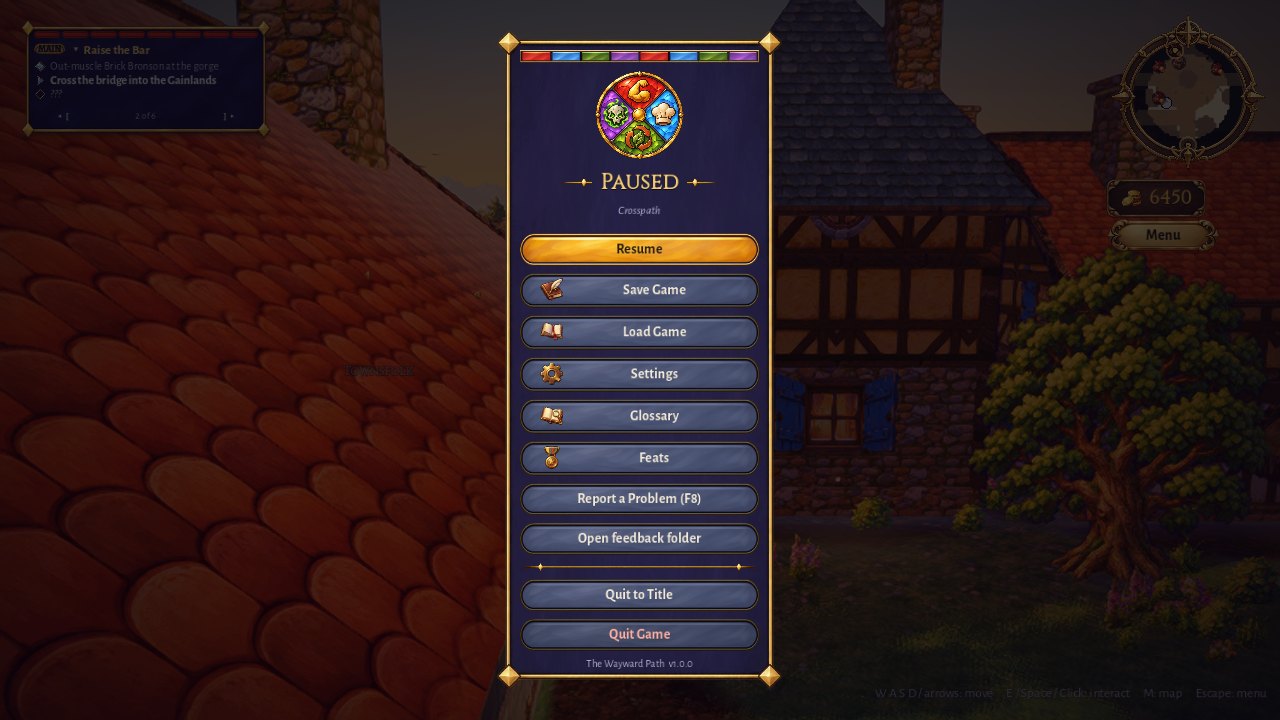 MAIN ▾ Raise the Bar
Out-muscle Brick Bronson at the gorge
Cross the bridge into the Gainlands
???
2 of 6
PAUSED
Crosspath
Resume
Save Game
Load Game
Settings
Glossary
Feats
Report a Problem (F8)
Open feedback folder
Quit to Title
Quit Game
The Wayward Path v1.0.0
6450
Menu
W A S D / arrows: move E / Space / Click: interact M: map Escape: menu